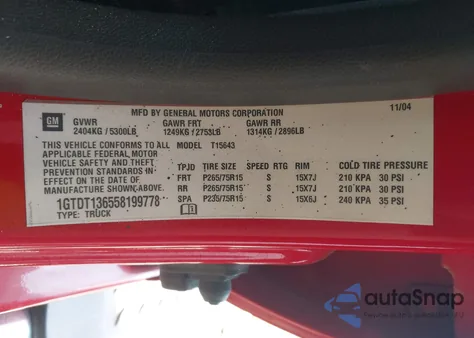 MFD BY GENERAL MOTORS CORPORATION 11/04
GM GVWR GAWR FRT GAWR RR
2404KG / 5300LB 1249KG / 2753LB 1314KG / 2896LB
THIS VEHICLE CONFORMS TO ALL MODEL T15643
APPLICABLE FEDERAL MOTOR
VEHICLE SAFETY AND THEFT TPJD TIRE SIZE SPEED RTG RIM COLD TIRE PRESSURE
PREVENTION STANDARDS IN FRT P265/75R15 S 15X7J 210 KPA 30 PSI
EFFECT ON THE DATE OF RR P265/75R15 S 15X7J 210 KPA 30 PSI
MANUFACTURE SHOWN ABOVE. SPA P235/75R15 S 15X6J 240 KPA 35 PSI
1GTDT136558199778
TYPE: TRUCK
autoSnap